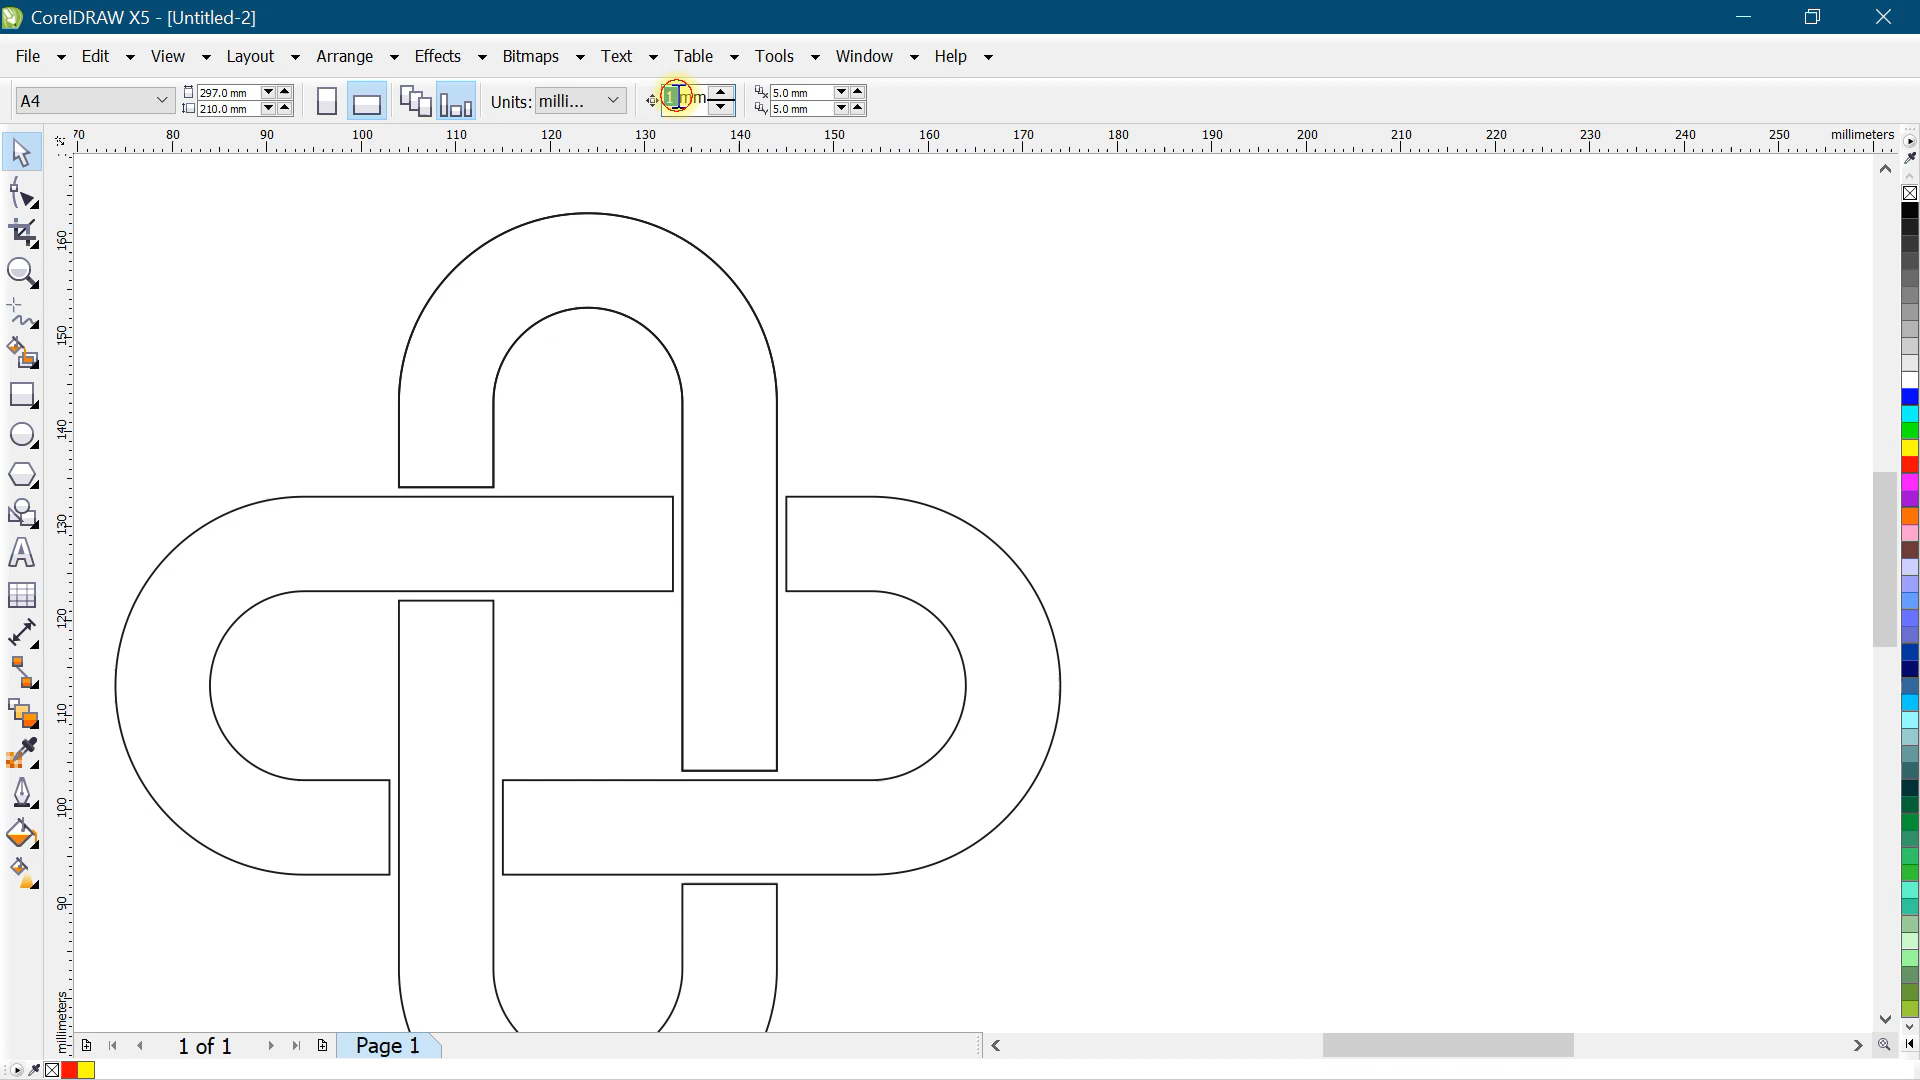 CorelDRAW X5 - [Untitled-2]
File Edit View Layout Arrange Effects Bitmaps Text Table Tools Window Help
A4 297.0 mm 210.0 mm Units: milli... 1 mm 5.0 mm 5.0 mm
70 80 90 100 110 120 130 140 150 160 170 180 190 200 210 220 230 240 250 millimeters
160
150
140
130
120
110
100
90
millimeters
1 of 1 Page 1